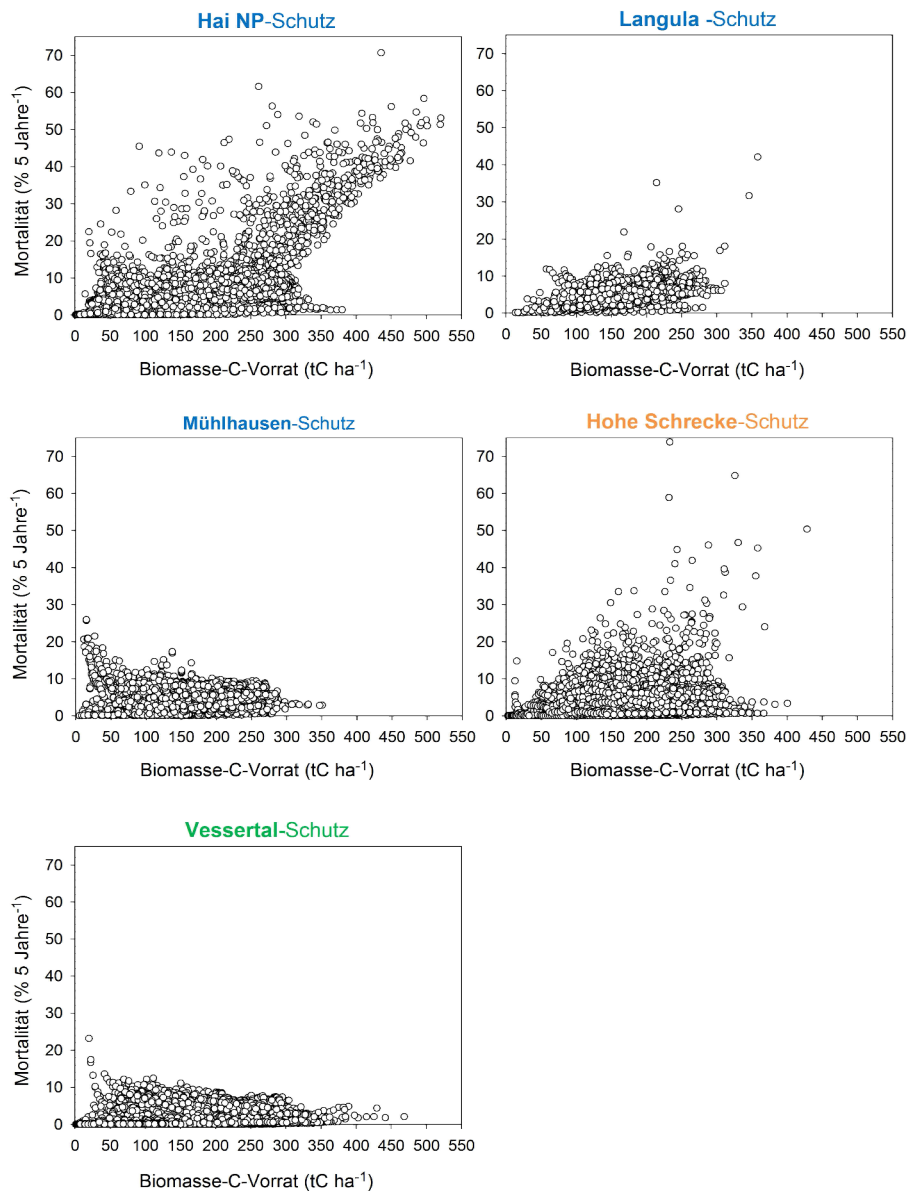 Hai NP-Schutz
Langula -Schutz
70
60
50
40
30
20
10
0
Mortalität (% 5 Jahre⁻¹)
0 50 100 150 200 250 300 350 400 450 500 550
Biomasse-C-Vorrat (tC ha⁻¹)
70
60
50
40
30
20
10
0
0 50 100 150 200 250 300 350 400 450 500 550
Biomasse-C-Vorrat (tC ha⁻¹)
Mühlhausen-Schutz
Hohe Schrecke-Schutz
70
60
50
40
30
20
10
0
Mortalität (% 5 Jahre⁻¹)
0 50 100 150 200 250 300 350 400 450 500 550
Biomasse-C-Vorrat (tC ha⁻¹)
70
60
50
40
30
20
10
0
0 50 100 150 200 250 300 350 400 450 500 550
Biomasse-C-Vorrat (tC ha⁻¹)
Vessertal-Schutz
70
60
50
40
30
20
10
0
Mortalität (% 5 Jahre⁻¹)
0 50 100 150 200 250 300 350 400 450 500 550
Biomasse-C-Vorrat (tC ha⁻¹)